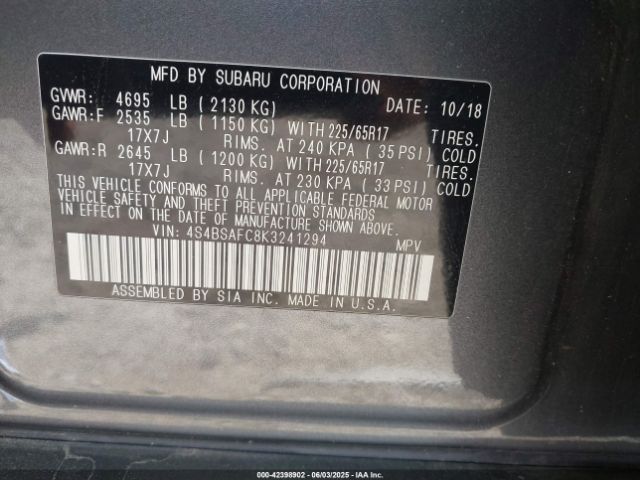 MFD BY SUBARU CORPORATION
GVWR: 4695 LB (2130 KG) DATE: 10/18
GAWR:F 2535 LB (1150 KG) WITH 225/65R17 TIRES.
17X7J RIMS. AT 240 KPA (35 PSI) COLD
GAWR:R 2645 LB (1200 KG) WITH 225/65R17 TIRES.
17X7J RIMS. AT 230 KPA (33 PSI) COLD
THIS VEHICLE CONFORMS TO ALL APPLICABLE FEDERAL MOTOR
VEHICLE SAFETY AND THEFT PREVENTION STANDARDS
IN EFFECT ON THE DATE OF MANUFACTURE SHOWN ABOVE.
VIN: 4S4BSAFC8K3241294 MPV
ASSEMBLED BY SIA INC. MADE IN U.S.A.
000-42398902 - 06/03/2025 - IAAI Inc.